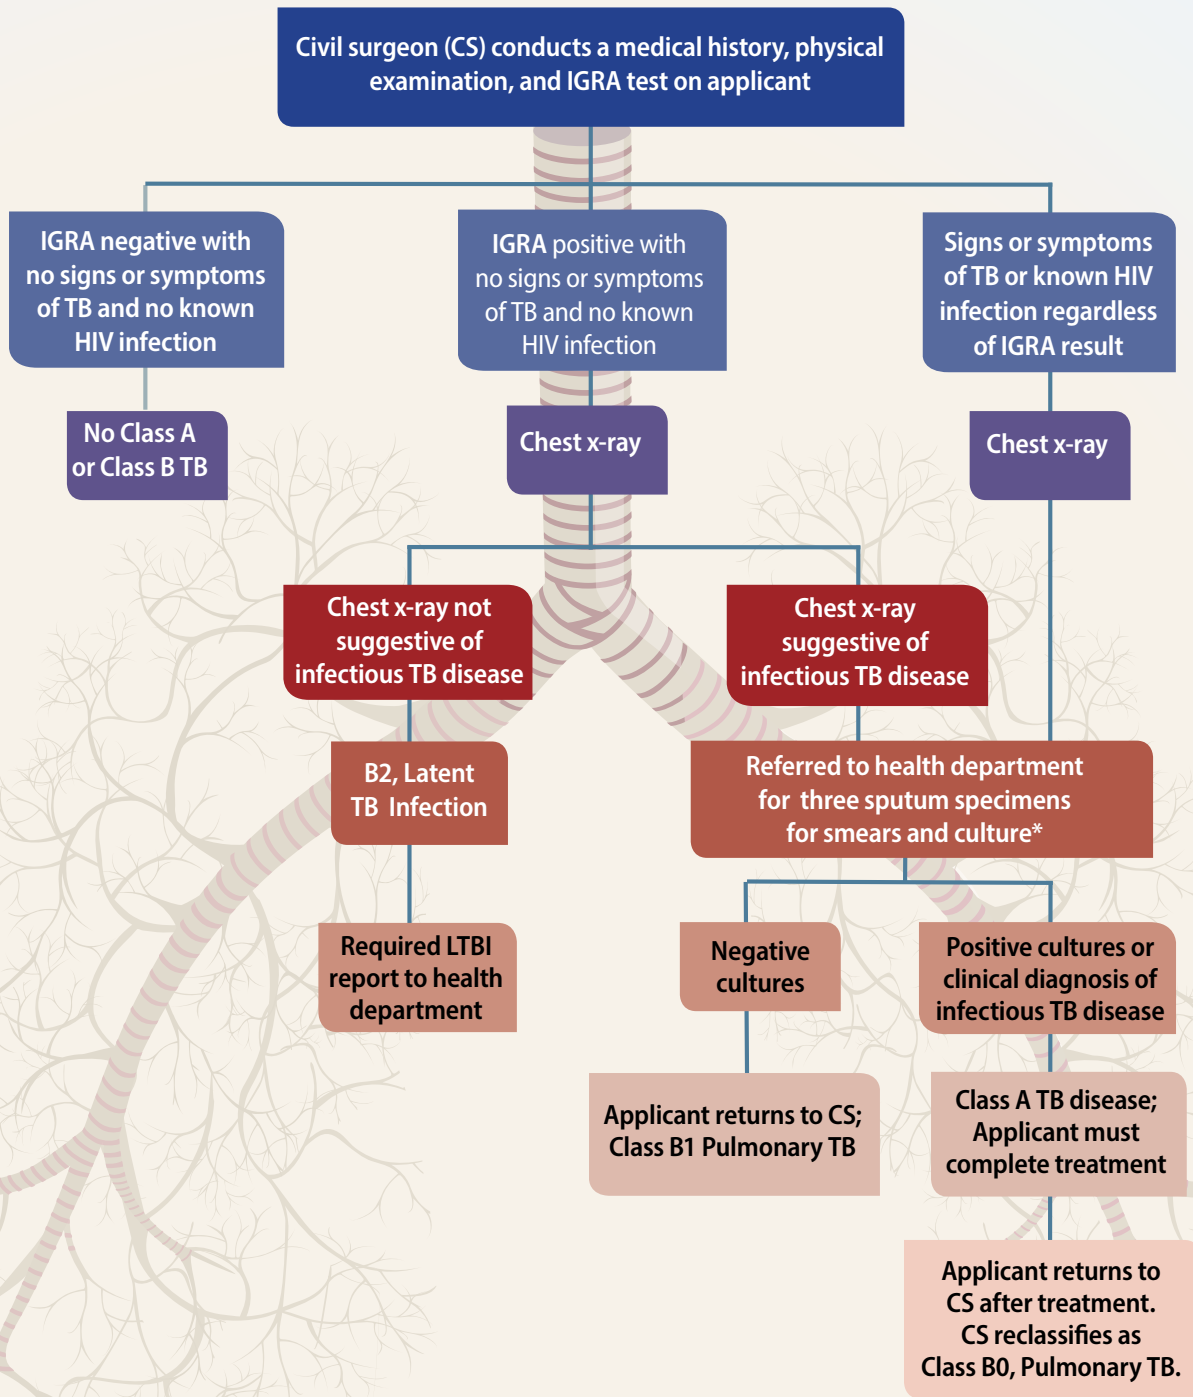 Civil surgeon (CS) conducts a medical history, physical
examination, and IGRA test on applicant
IGRA negative with
no signs or symptoms
of TB and no known
HIV infection
IGRA positive with
no signs or symptoms
of TB and no known
HIV infection
Signs or symptoms
of TB or known HIV
infection regardless
of IGRA result
No Class A
or Class B TB
Chest x-ray
Chest x-ray
Chest x-ray not
suggestive of
infectious TB disease
Chest x-ray
suggestive of
infectious TB disease
B2, Latent
TB Infection
Referred to health department
for three sputum specimens
for smears and culture*
Required LTBI
report to health
department
Negative
cultures
Positive cultures or
clinical diagnosis of
infectious TB disease
Applicant returns to CS;
Class B1 Pulmonary TB
Class A TB disease;
Applicant must
complete treatment
Applicant returns to
CS after treatment.
CS reclassifies as
Class B0, Pulmonary TB.